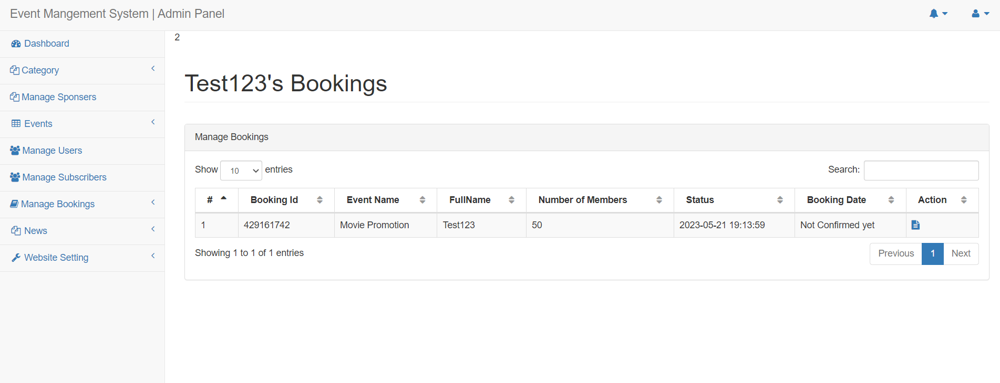 Event Mangement System | Admin Panel
2
Dashboard
Category
Manage Sponsers
Events
Manage Users
Manage Subscribers
Manage Bookings
News
Website Setting
Test123's Bookings
Manage Bookings
Show 10 entries
Search:
# Booking Id Event Name FullName Number of Members Status Booking Date Action
1 429161742 Movie Promotion Test123 50 2023-05-21 19:13:59 Not Confirmed yet
Showing 1 to 1 of 1 entries
Previous 1 Next